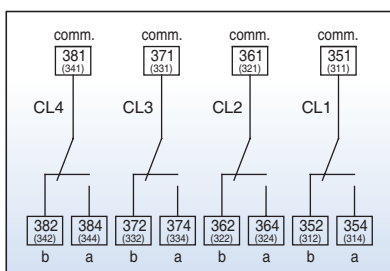 comm. comm. comm. comm.
381 371 361 351
(341) (331) (321) (311)
CL4 CL3 CL2 CL1
382 384 372 374 362 364 352 354
(342) (344) (332) (334) (322) (324) (312) (314)
b a b a b a b a